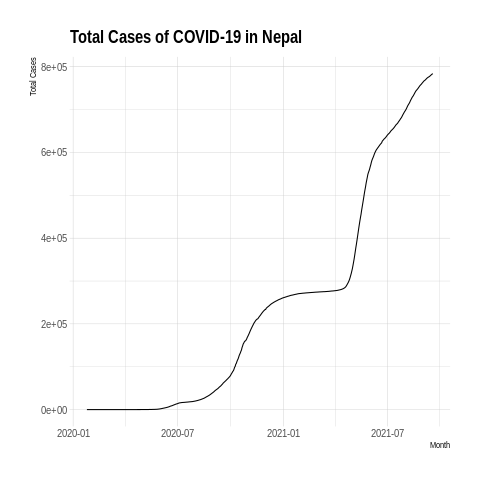 Total Cases of COVID-19 in Nepal
Total Cases
8e+05
6e+05
4e+05
2e+05
0e+00
2020-01 2020-07 2021-01 2021-07
Month